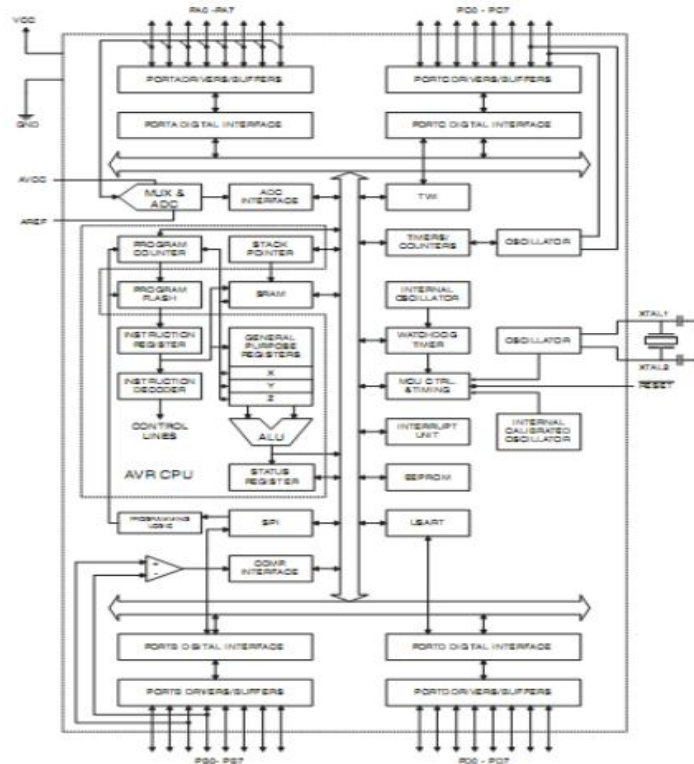 PA0 - PA7
PC0 - PC7
VCC
GND
PORTA DRIVERS/BUFFERS
PORTC DRIVERS/BUFFERS
PORTA DIGITAL INTERFACE
PORTC DIGITAL INTERFACE
AVCC
AREF
MUX &
ADC
ADC
INTERFACE
TWI
PROGRAM
COUNTER
STACK
POINTER
TIMERS/
COUNTERS
OSCILLATOR
PROGRAM
FLASH
SRAM
INTERNAL
OSCILLATOR
XTAL1
INSTRUCTION
REGISTER
GENERAL
PURPOSE
REGISTERS
WATCHDOG
TIMER
OSCILLATOR
XTAL2
X
Y
Z
INSTRUCTION
DECODER
MCU CTRL.
& TIMING
RESET
CONTROL
LINES
ALU
INTERRUPT
UNIT
INTERNAL
CALIBRATED
OSCILLATOR
AVR CPU
STATUS
REGISTER
EEPROM
PROGRAMMING
LOGIC
SPI
USART
+
-
COMP.
INTERFACE
PORTB DIGITAL INTERFACE
PORTD DIGITAL INTERFACE
PORTB DRIVERS/BUFFERS
PORTD DRIVERS/BUFFERS
PB0 - PB7
PD0 - PD7